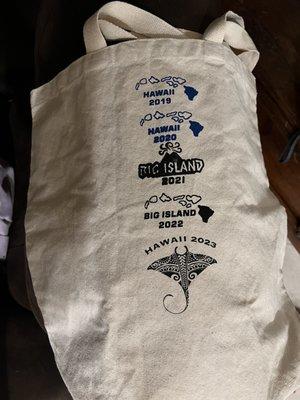 HAWAII
2019
HAWAII
2020
BIG ISLAND
2021
BIG ISLAND
2022
HAWAII 2023